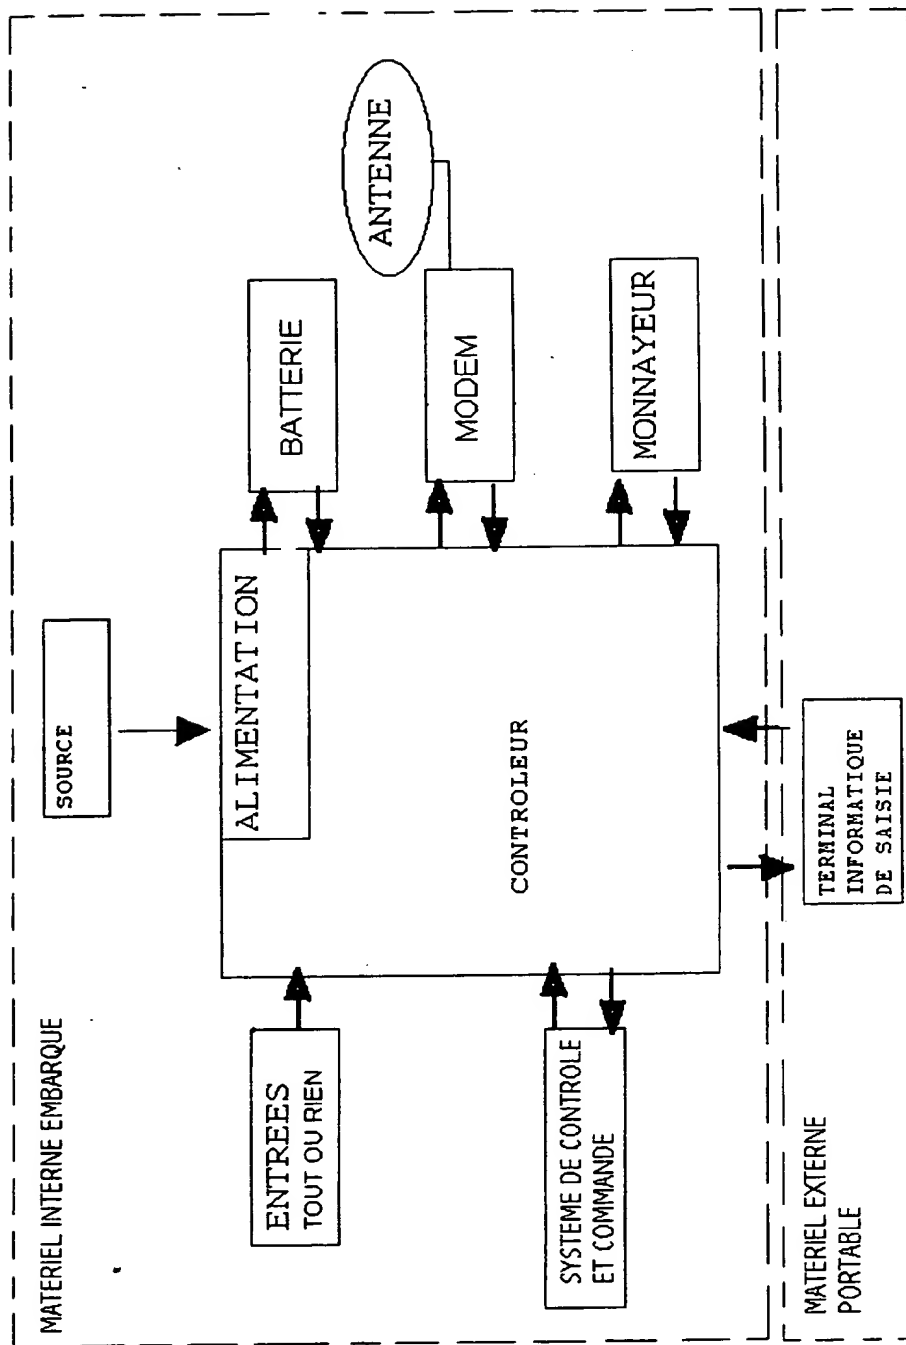 MATERIEL INTERNE EMBARQUE
SOURCE
ENTREES
TOUT OU RIEN
ALIMENTATION
BATTERIE
ANTENNE
CONTROLEUR
MODEM
SYSTEME DE CONTROLE
ET COMMANDE
MONNAYEUR
MATERIEL EXTERNE
PORTABLE
TERMINAL
INFORMATIQUE
DE SAISIE